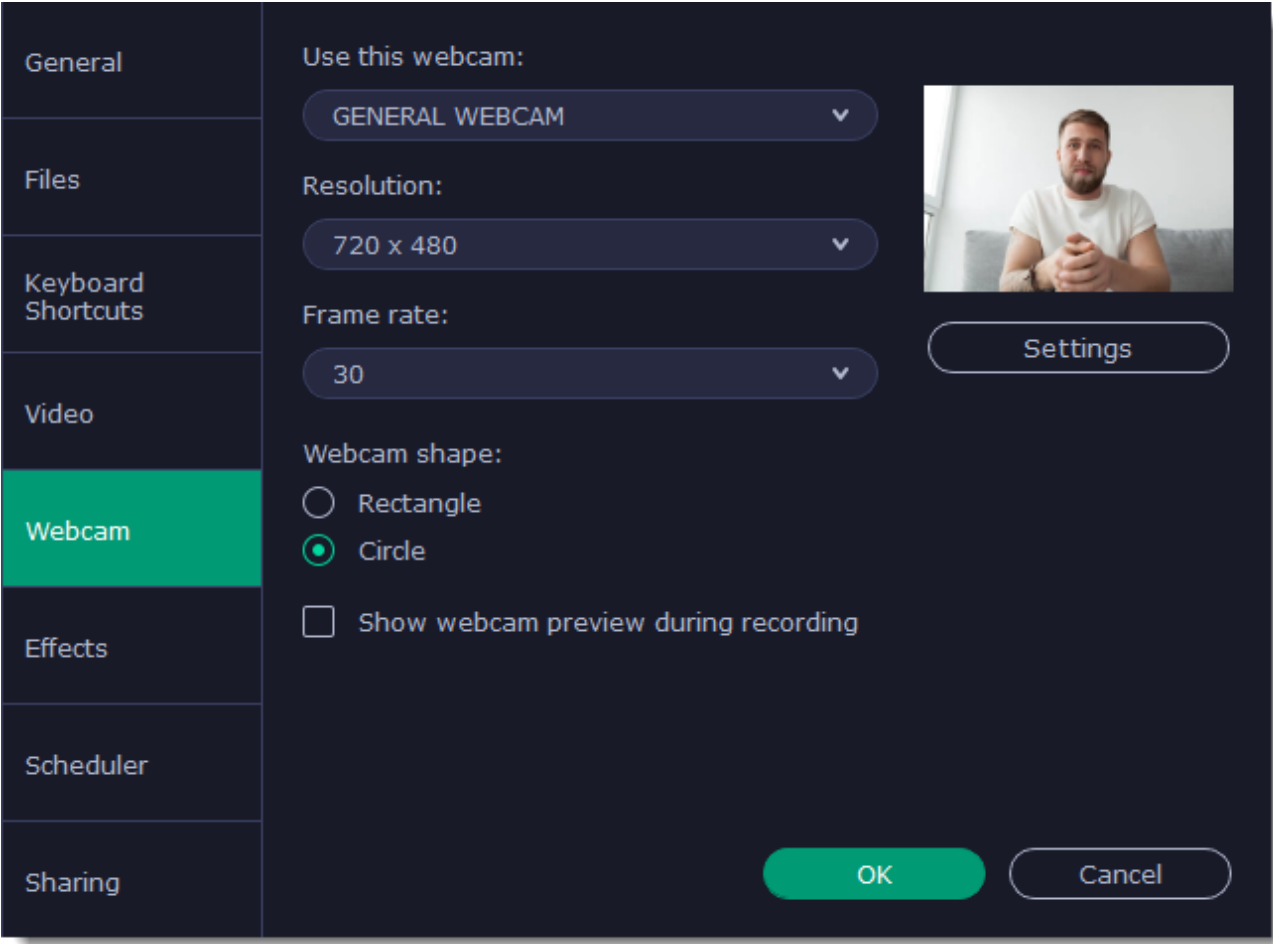 General
Files
Keyboard
Shortcuts
Video
Webcam
Effects
Scheduler
Sharing
Use this webcam:
GENERAL WEBCAM
Resolution:
720 x 480
Frame rate:
30
Webcam shape:
Rectangle
Circle
Show webcam preview during recording
Settings
OK
Cancel